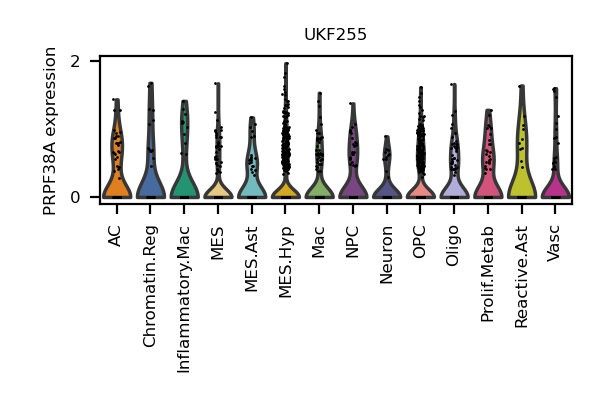 UKF255
PRPF38A expression
2
0
AC
Chromatin.Reg
Inflammatory.Mac
MES
MES.Ast
MES.Hyp
Mac
NPC
Neuron
OPC
Oligo
Prolif.Metab
Reactive.Ast
Vasc